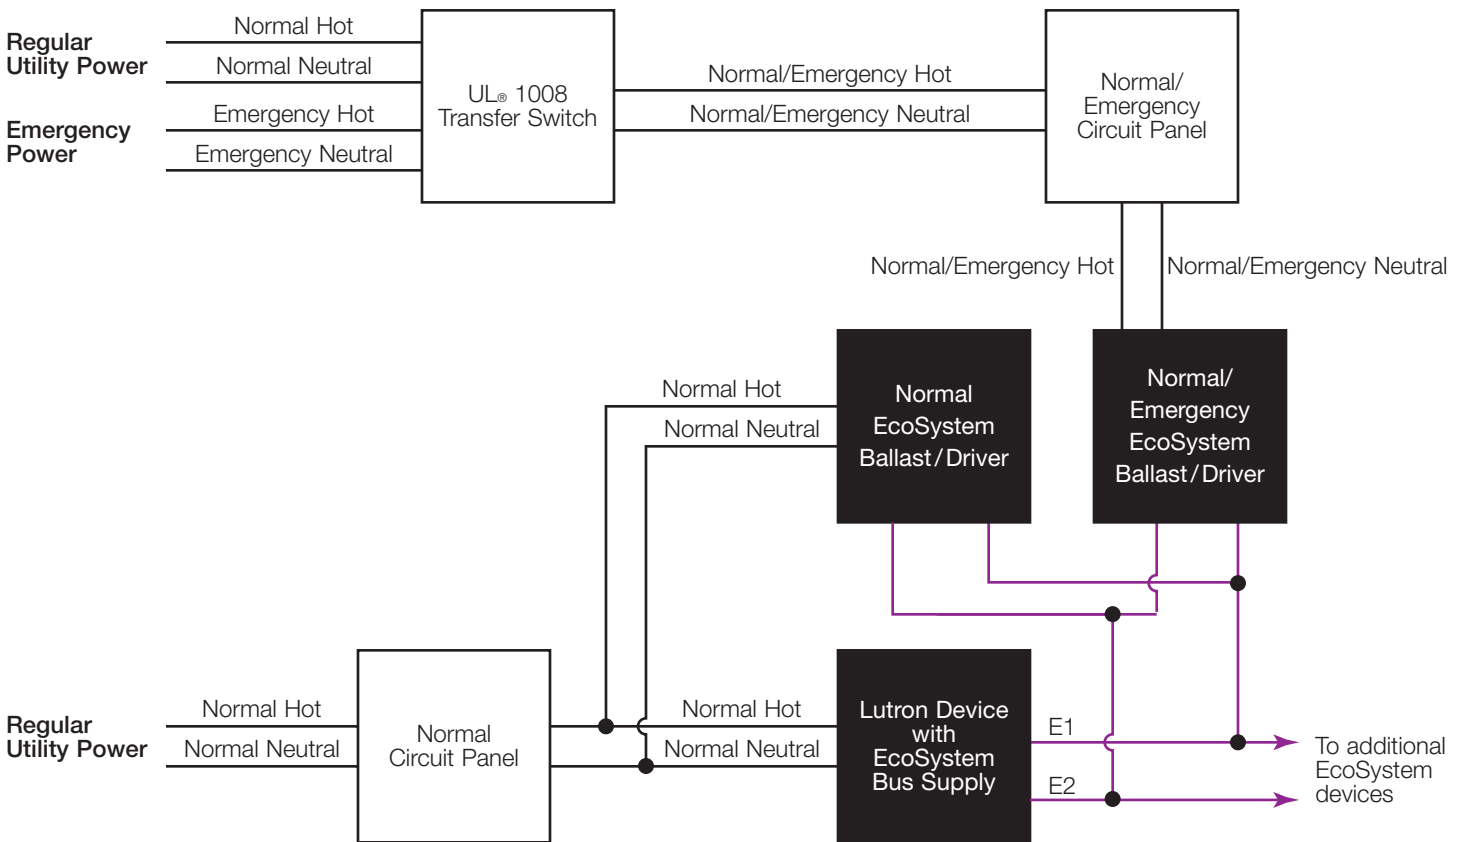 Regular
Utility Power
Normal Hot
Normal Neutral
Emergency
Power
Emergency Hot
Emergency Neutral
UL® 1008
Transfer Switch
Normal/Emergency Hot
Normal/Emergency Neutral
Normal/
Emergency
Circuit Panel
Normal/Emergency Hot
Normal/Emergency Neutral
Normal Hot
Normal Neutral
Normal
EcoSystem
Ballast/Driver
Normal/
Emergency
EcoSystem
Ballast/Driver
Regular
Utility Power
Normal Hot
Normal Neutral
Normal
Circuit Panel
Normal Hot
Normal Neutral
Lutron Device
with
EcoSystem
Bus Supply
E1
E2
To additional
EcoSystem
devices